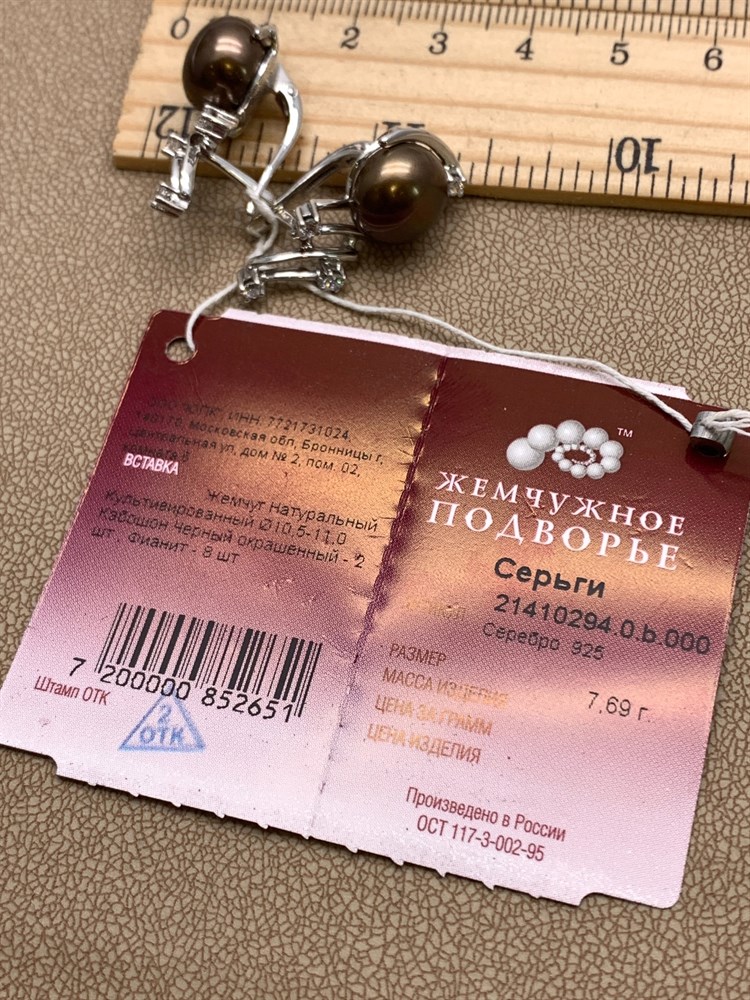 0 2 3 4 5 6
12 11 10
ИНН 7721731024,
140170, Московская обл, Бронницы г,
Центральная ул, дом № 2, пом. 02,
ВСТАВКА
Жемчуг Натуральный
Культивированный Ø10.5-11.0
кабошон Черный окрашенный - 2
шт , Фианит - 8 шт
7 200000 852651
Штамп ОТК
2
ОТК
TM
ЖЕМЧУЖНОЕ
ПОДВОРЬЕ
Серьги
21410294.0.b.000
Серебро 925
РАЗМЕР
МАССА ИЗДЕЛИЯ 7,69 г.
ЦЕНА ЗА ГРАММ
ЦЕНА ИЗДЕЛИЯ
Произведено в России
ОСТ 117-3-002-95